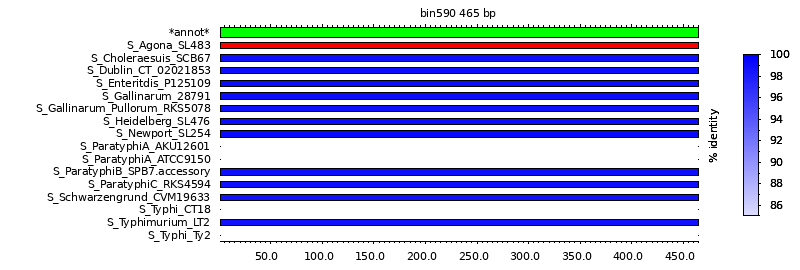 bin590 465 bp
*annot*
S_Agona_SL483
S_Choleraesuis_SCB67
S_Dublin_CT_02021853
S_Enteritdis_P125109
S_Gallinarum_28791
S_Gallinarum_Pullorum_RKS5078
S_Heidelberg_SL476
S_Newport_SL254
S_ParatyphiA_AKU12601
S_ParatyphiA_ATCC9150
S_ParatyphiB_SPB7.accessory
S_ParatyphiC_RKS4594
S_Schwarzengrund_CVM19633
S_Typhi_CT18
S_Typhimurium_LT2
S_Typhi_Ty2
50.0 100.0 150.0 200.0 250.0 300.0 350.0 400.0 450.0
% identity
100
98
96
94
92
90
88
86